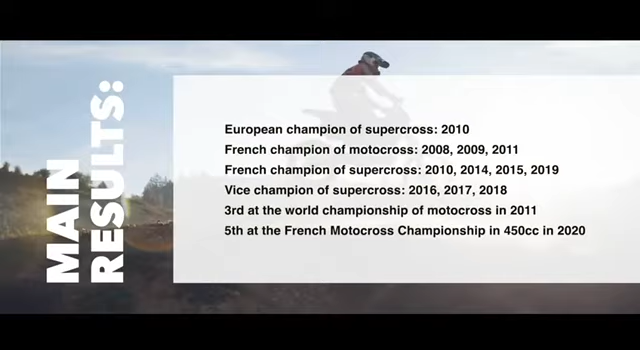 MAIN
RESULTS:
European champion of supercross: 2010
French champion of motocross: 2008, 2009, 2011
French champion of supercross: 2010, 2014, 2015, 2019
Vice champion of supercross: 2016, 2017, 2018
3rd at the world championship of motocross in 2011
5th at the French Motocross Championship in 450cc in 2020